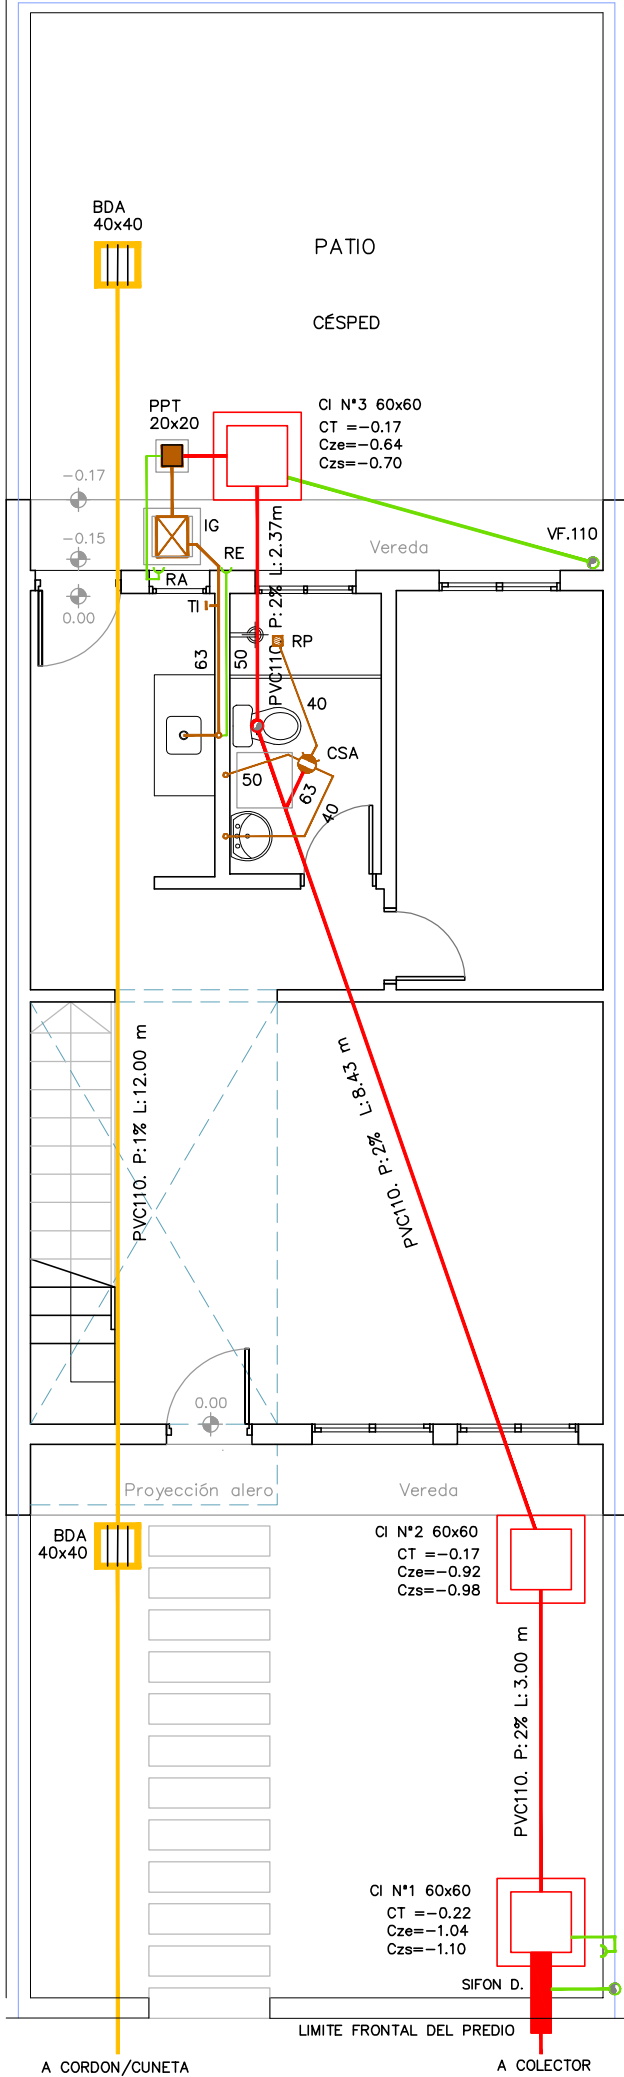 BDA
40x40
PATIO
CÉSPED
PPT
20x20
CI N°3 60x60
CT =-0.17
Cze=-0.64
Czs=-0.70
-0.17
IG
VF.110
-0.15
Vereda
RE
RA
TI
0.00
63
50
RP
PVC110. P:2% L:2.37m
40
CSA
50
63
40
PVC110. P:1% L:12.00 m
PVC110. P:2% L:8.43 m
0.00
Proyección alero
Vereda
BDA
40x40
CI N°2 60x60
CT =-0.17
Cze=-0.92
Czs=-0.98
PVC110. P:2% L:3.00 m
CI N°1 60x60
CT =-0.22
Cze=-1.04
Czs=-1.10
SIFON D.
LIMITE FRONTAL DEL PREDIO
A CORDON/CUNETA
A COLECTOR